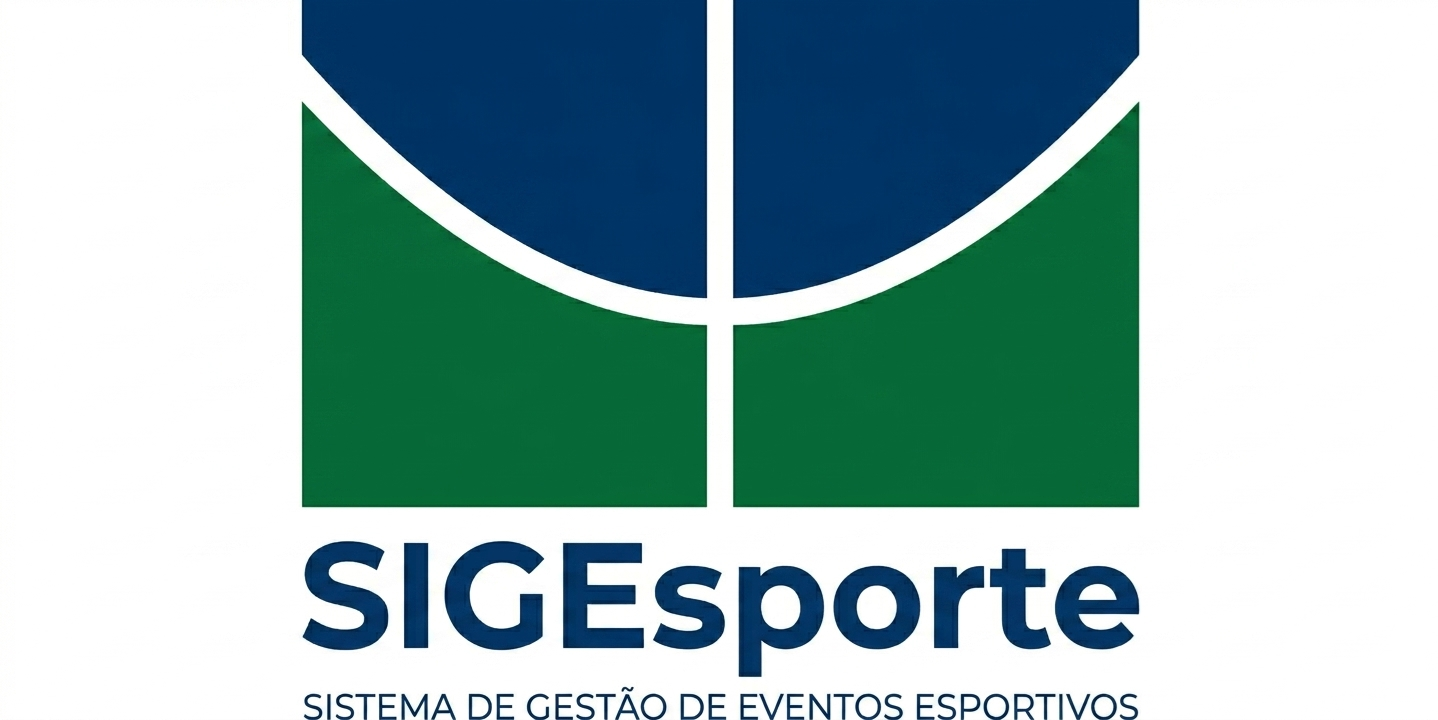 SIGEsporte
SISTEMA DE GESTÃO DE EVENTOS ESPORTIVOS